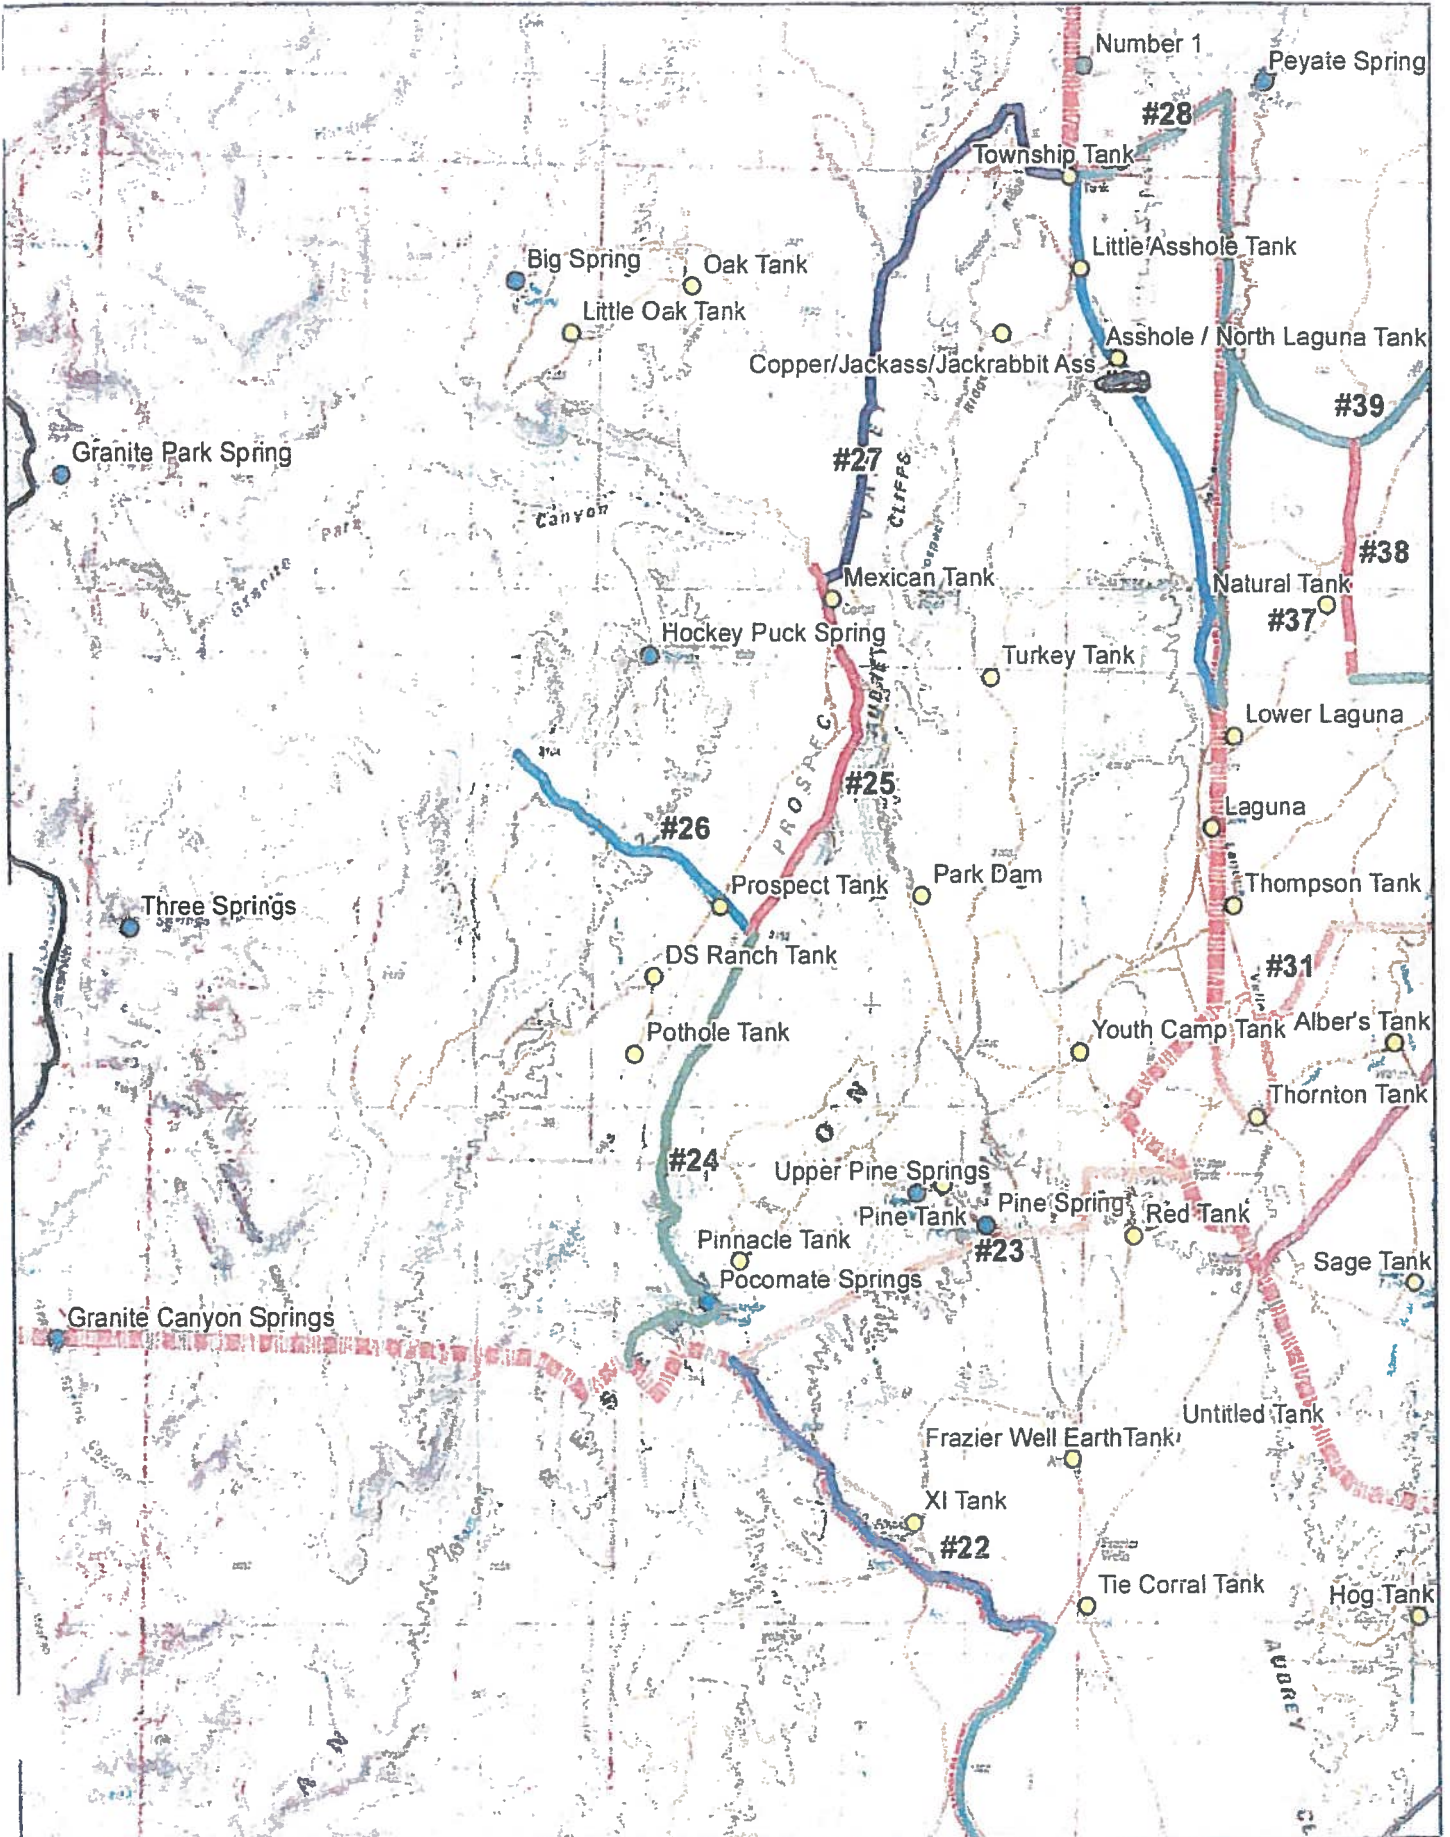 Number 1
Peyate Spring
#28
Township Tank
Little Asshole Tank
Big Spring
Oak Tank
Little Oak Tank
Asshole / North Laguna Tank
Copper/Jackass/Jackrabbit Ass
Ridge
#39
Granite Park Spring
#27
CLIFFS
Canyon
Park
Granite
#38
Mexican Tank
Natural Tank
#37
Hockey Puck Spring
Turkey Tank
AUBREY
PROSPEC
Lower Laguna
#25
Laguna
#26
Prospect Tank
Park Dam
Thompson Tank
Three Springs
DS Ranch Tank
#31
Pothole Tank
Youth Camp Tank
Alber's Tank
Thornton Tank
O N
#24
Upper Pine Springs
Pine Spring
Pine Tank
Red Tank
#23
Pinnacle Tank
Sage Tank
Pocomate Springs
Granite Canyon Springs
Untitled Tank
Frazier Well EarthTank
XI Tank
#22
Tie Corral Tank
Hog Tank
AUBREY